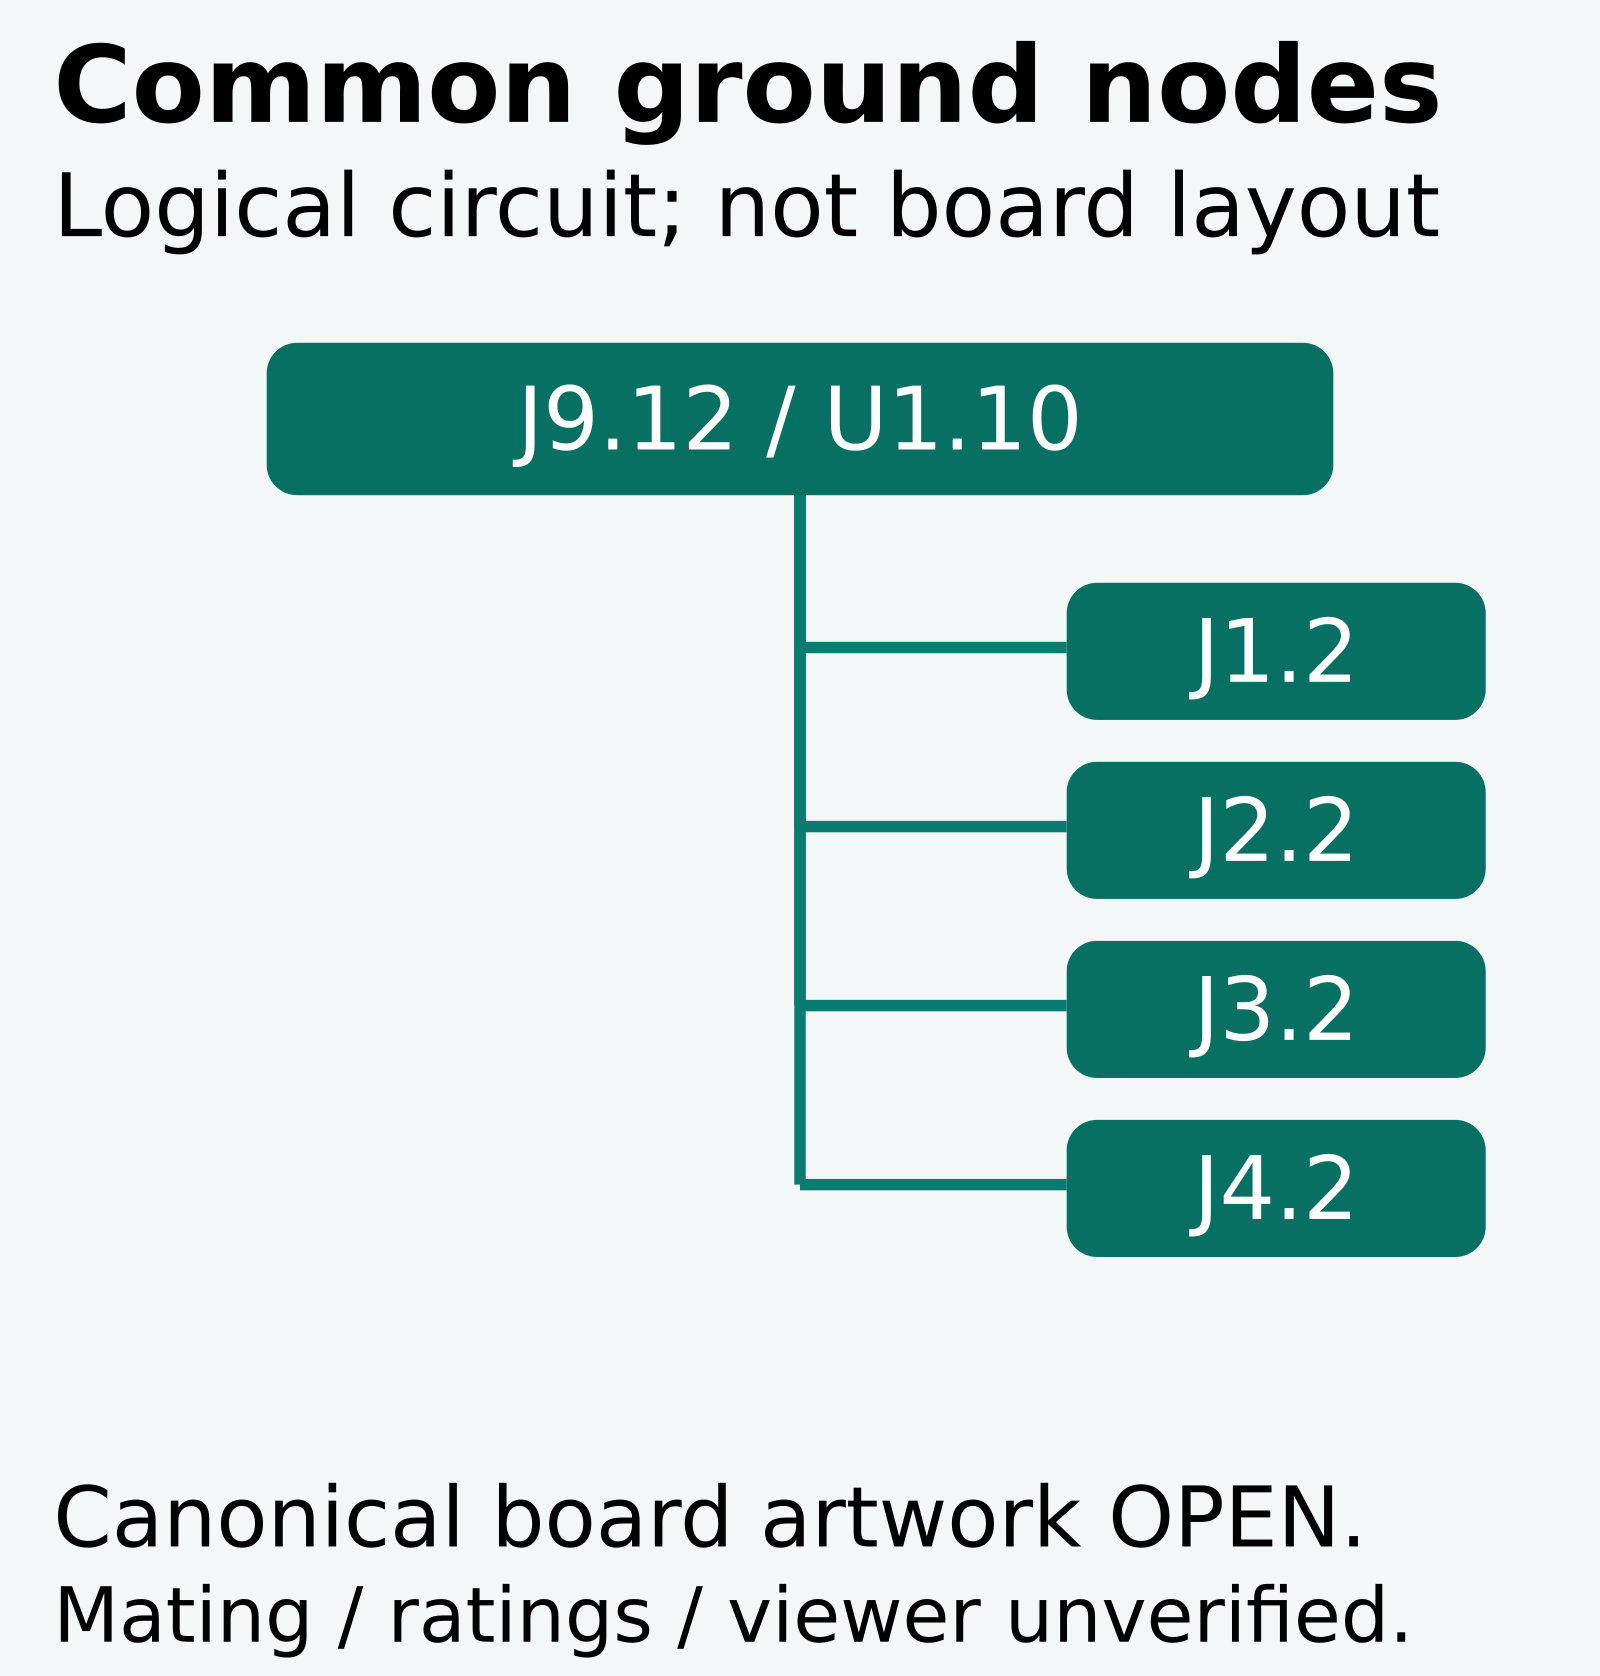 Common ground nodes
Logical circuit; not board layout
J9.12 / U1.10
J1.2
J2.2
J3.2
J4.2
Canonical board artwork OPEN.
Mating / ratings / viewer unverified.